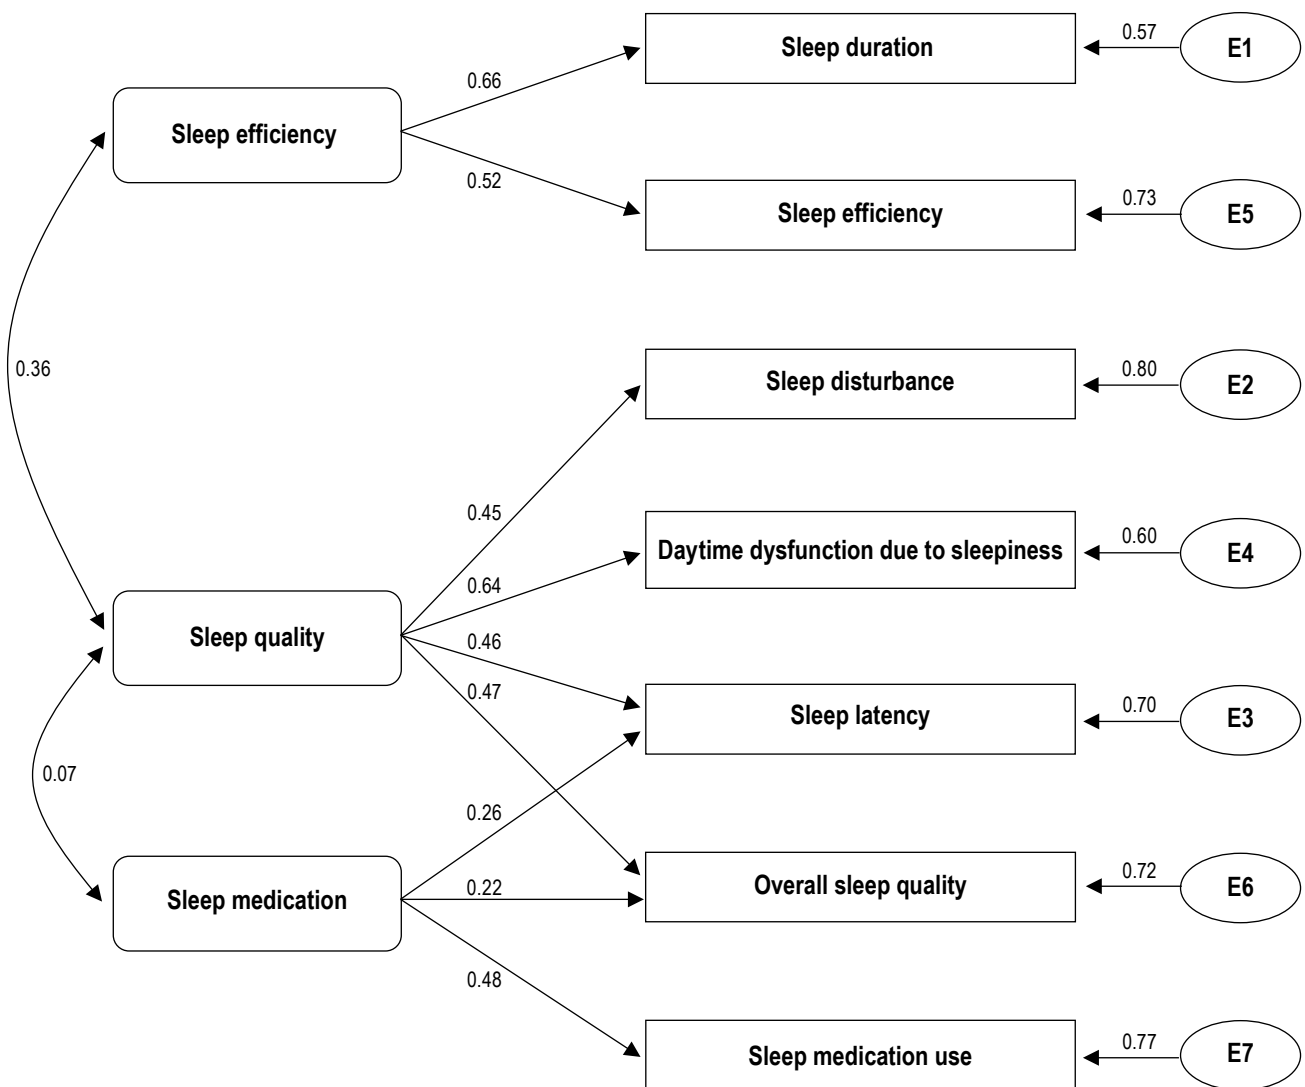 Sleep duration
0.57
E1
0.66
Sleep efficiency
0.52
Sleep efficiency
0.73
E5
0.36
Sleep disturbance
0.80
E2
0.45
Daytime dysfunction due to sleepiness
0.60
E4
0.64
Sleep quality
0.46
0.47
Sleep latency
0.70
E3
0.07
0.26
Sleep medication
0.22
Overall sleep quality
0.72
E6
0.48
Sleep medication use
0.77
E7